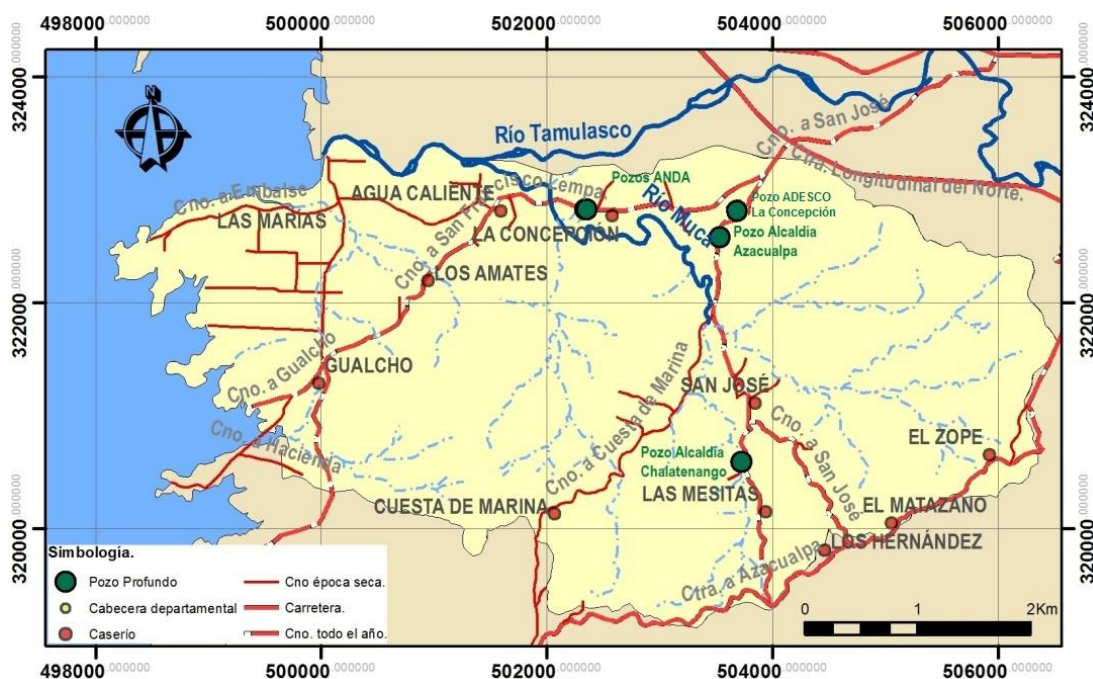 498000.000000 500000.000000 502000.000000 504000.000000 506000.000000
324000.000000
324000.000000
N
Río Tamulasco
Cno. a San José
Ctra. Longitudinal del Norte.
Pozos ANDA
Cno. a San Francisco Lempa
Cno. a Embalse
AGUA CALIENTE
LAS MARIAS
Río Muca
Pozo ADESCO
La Concepción
LA CONCEPCIÓN
Pozo Alcaldía
Azacualpa
LOS AMATES
322000.000000
322000.000000
GUALCHO
Cno. a Gualcho
Cno. a Cuesta de Marina
SAN JOSÉ
Cno. a Hacienda
Cno. a San José
EL ZOPE
Pozo Alcaldía
Chalatenango
LAS MESITAS
CUESTA DE MARINA
EL MATAZANO
320000.000000
320000.000000
LOS HERNÁNDEZ
Ctra. a Azacualpa
Simbología.
Pozo Profundo
Cno época seca.
Cabecera departamental
Carretera.
Caserío
Cno. todo el año.
0 1 2Km
498000.000000 500000.000000 502000.000000 504000.000000 506000.000000